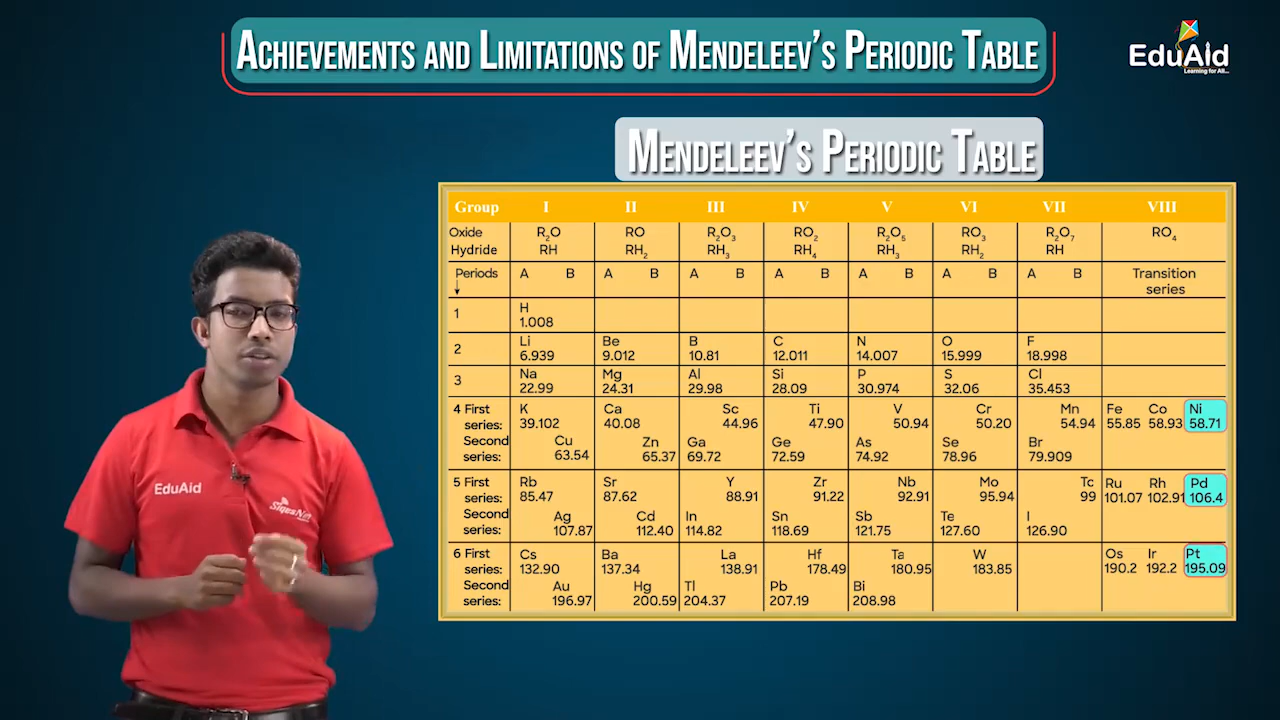 ACHIEVEMENTS AND LIMITATIONS OF MENDELEEV'S PERIODIC TABLE
EduAid
Learning for All...
MENDELEEV'S PERIODIC TABLE
Group I II III IV V VI VII VIII
Oxide R₂O RO R₂O₃ RO₂ R₂O₅ RO₃ R₂O₇ RO₄
Hydride RH RH₂ RH₃ RH₄ RH₃ RH₂ RH
Periods A B A B A B A B A B A B A B Transition
↓ series
1 H
1.008
2 Li Be B C N O F
6.939 9.012 10.81 12.011 14.007 15.999 18.998
3 Na Mg Al Si P S Cl
22.99 24.31 29.98 28.09 30.974 32.06 35.453
4 First K Ca Sc Ti V Cr Mn Fe Co Ni
series: 39.102 40.08 44.96 47.90 50.94 50.20 54.94 55.85 58.93 58.71
Second Cu Zn Ga Ge As Se Br
series: 63.54 65.37 69.72 72.59 74.92 78.96 79.909
5 First Rb Sr Y Zr Nb Mo Tc Ru Rh Pd
series: 85.47 87.62 88.91 91.22 92.91 95.94 99 101.07 102.91 106.4
Second Ag Cd In Sn Sb Te I
series: 107.87 112.40 114.82 118.69 121.75 127.60 126.90
6 First Cs Ba La Hf Ta W Os Ir Pt
series: 132.90 137.34 138.91 178.49 180.95 183.85 190.2 192.2 195.09
Second Au Hg Tl Pb Bi
series: 196.97 200.59 204.37 207.19 208.98
EduAid